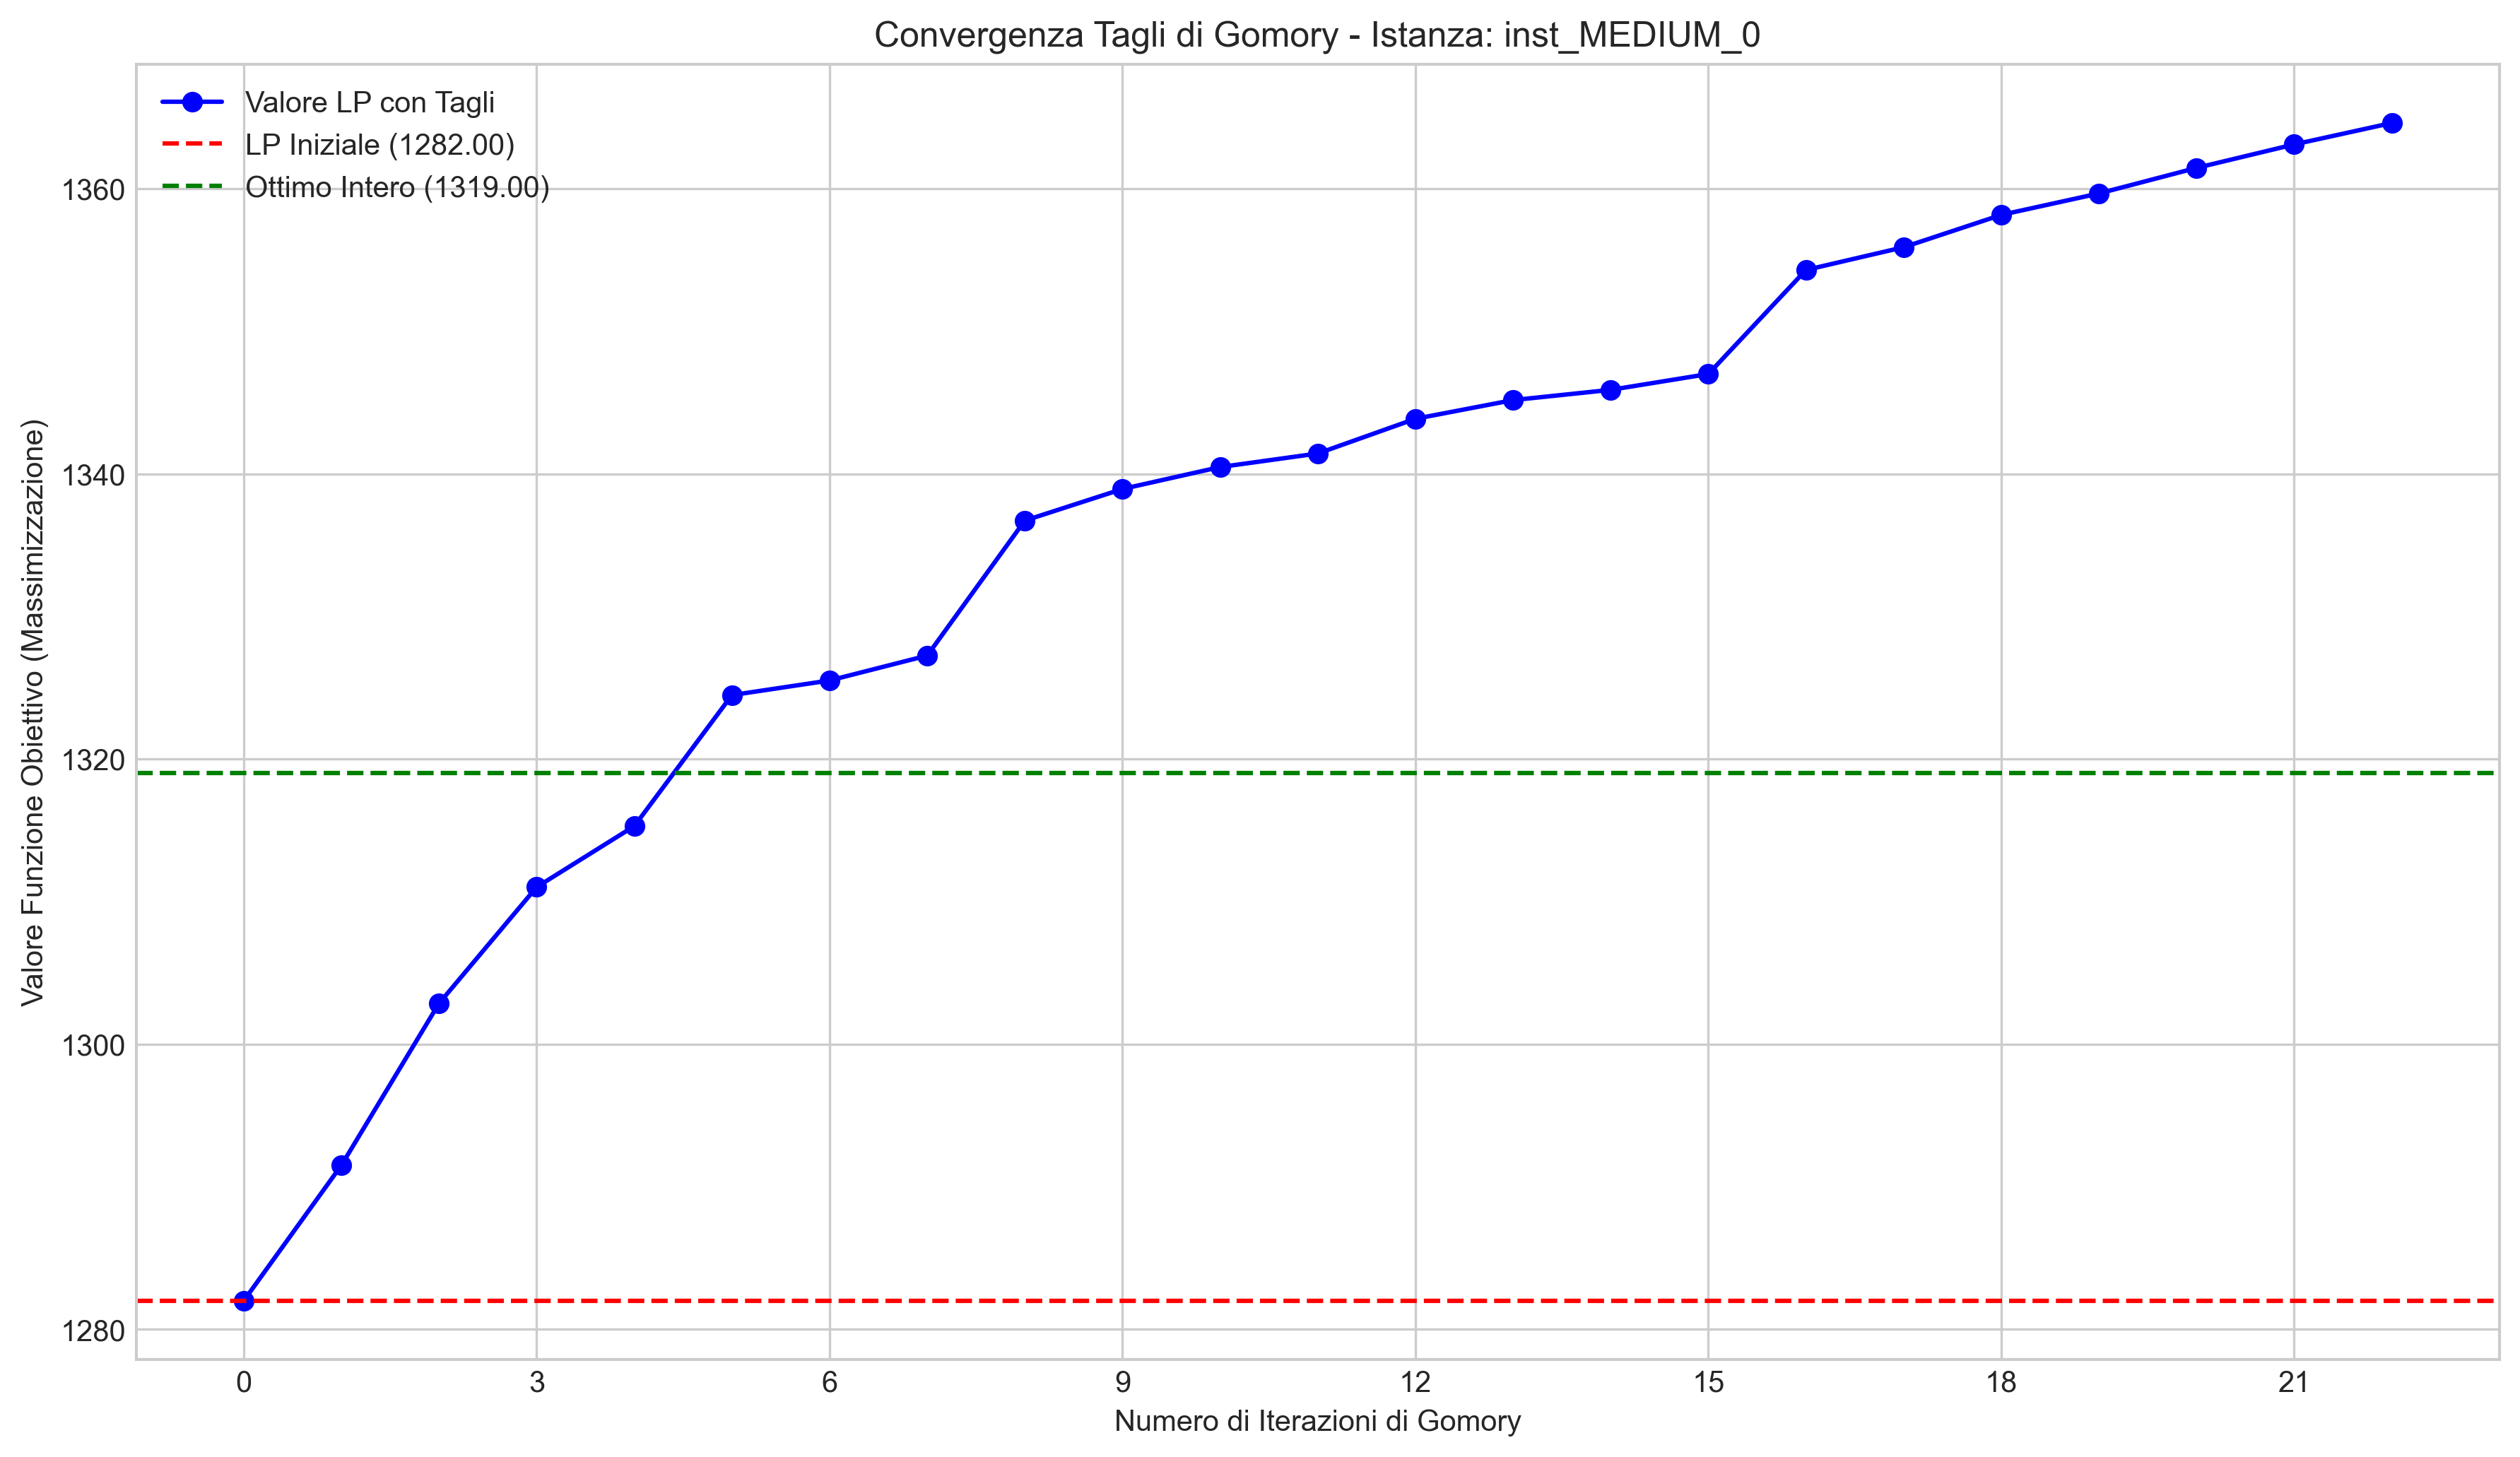 Convergenza Tagli di Gomory - Istanza: inst_MEDIUM_0
Valore LP con Tagli
LP Iniziale (1282.00)
Ottimo Intero (1319.00)
Valore Funzione Obiettivo (Massimizzazione)
1360
1340
1320
1300
1280
0 3 6 9 12 15 18 21
Numero di Iterazioni di Gomory